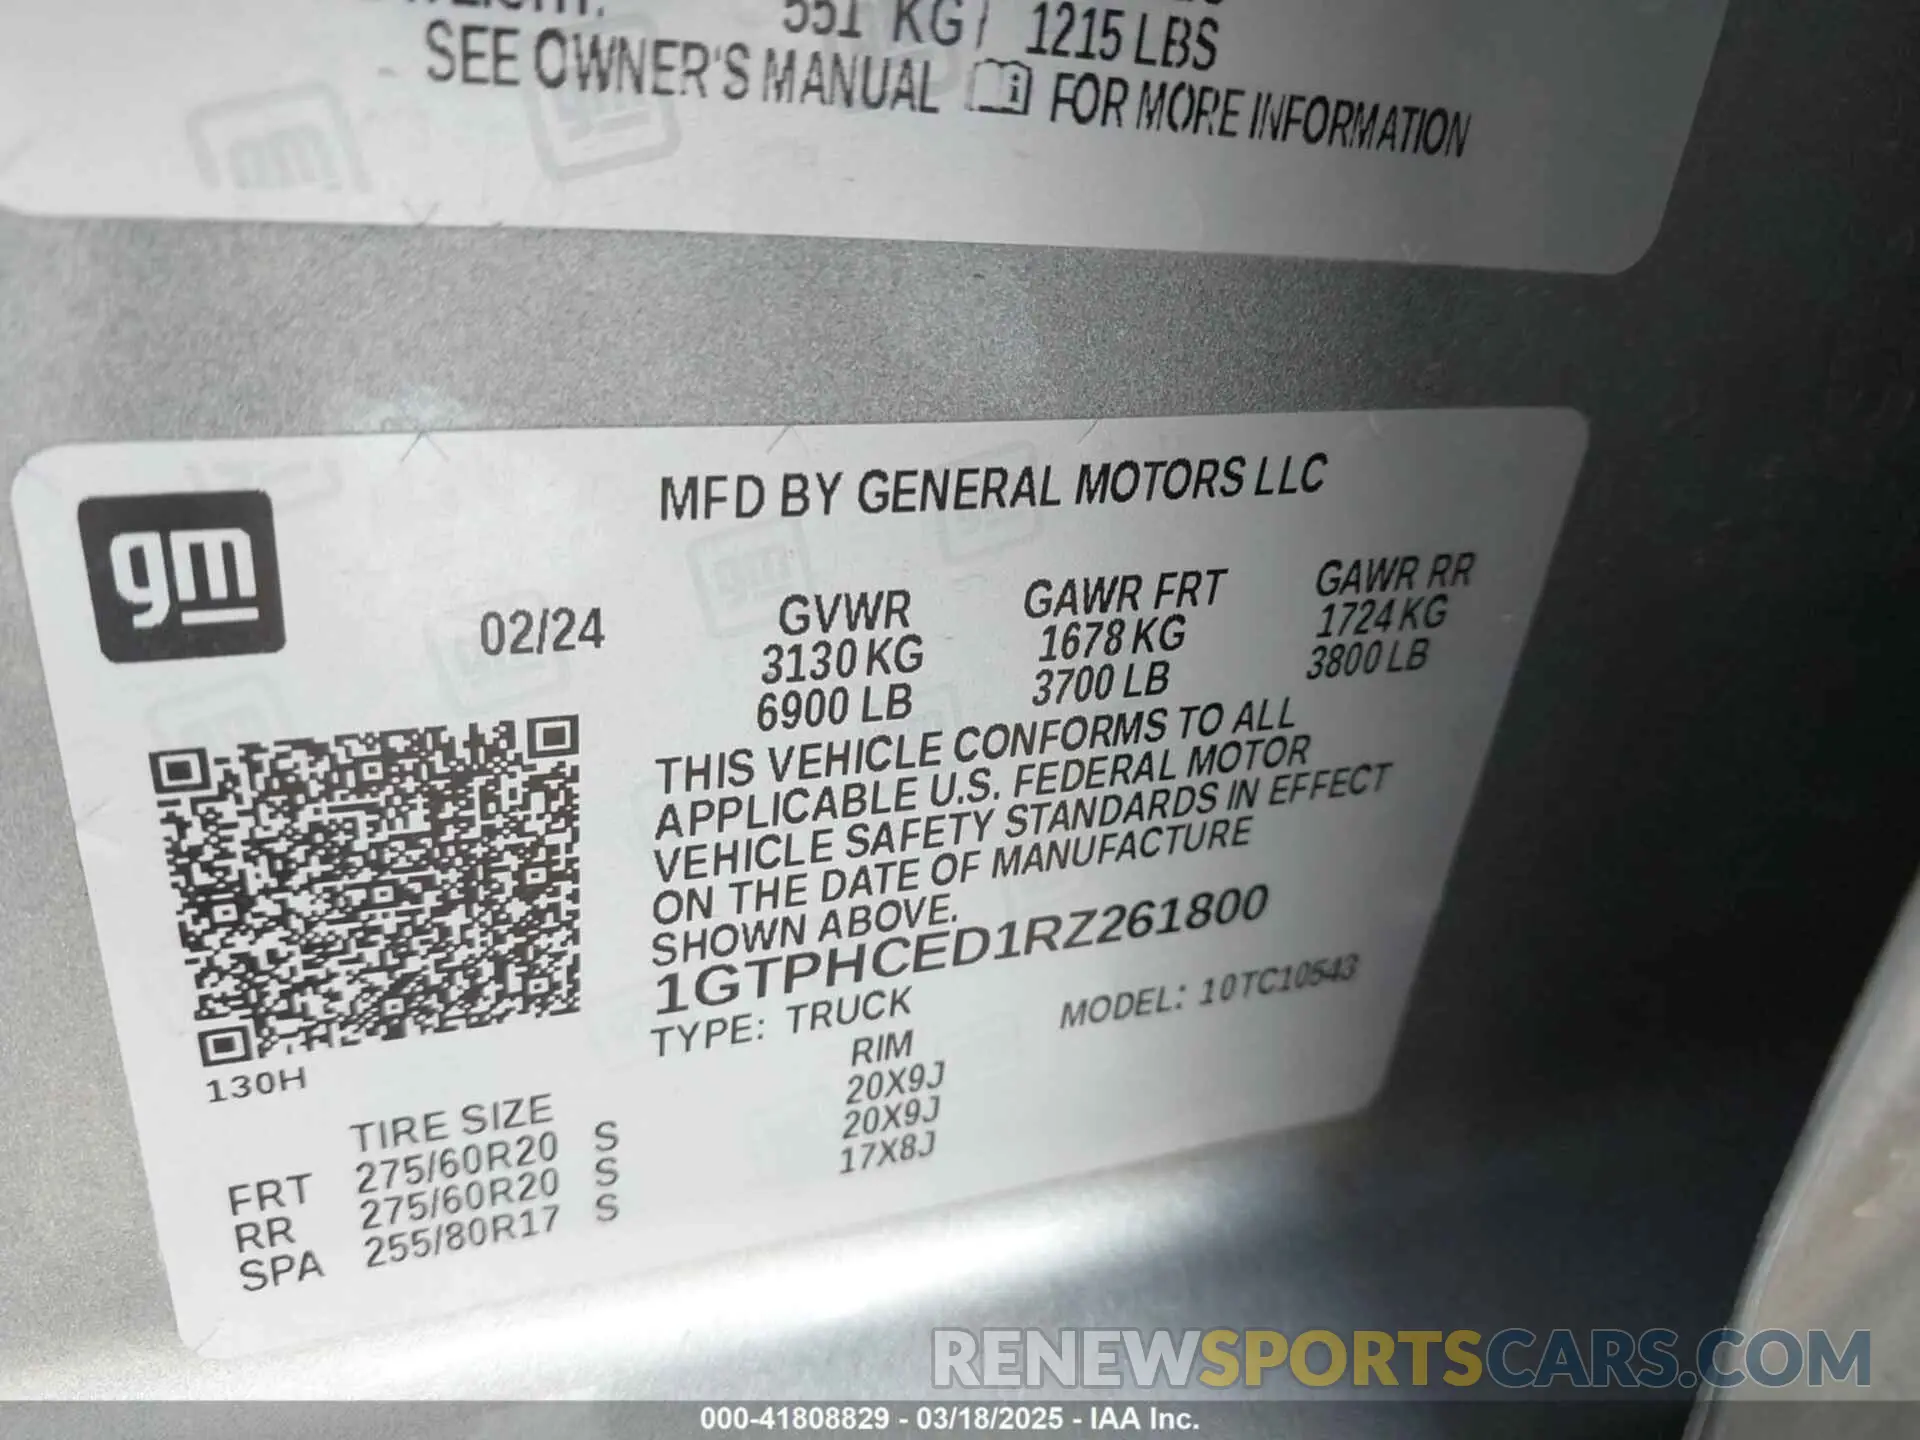 551 KG / 1215 LBS
SEE OWNER'S MANUAL FOR MORE INFORMATION
gm
gm
gm
MFD BY GENERAL MOTORS LLC
02/24
GVWR GAWR FRT GAWR RR
3130 KG 1678 KG 1724 KG
6900 LB 3700 LB 3800 LB
THIS VEHICLE CONFORMS TO ALL
APPLICABLE U.S. FEDERAL MOTOR
VEHICLE SAFETY STANDARDS IN EFFECT
ON THE DATE OF MANUFACTURE
SHOWN ABOVE.
1GTPHCED1RZ261800
TYPE: TRUCK MODEL: 10TC10543
130H
TIRE SIZE RIM
FRT 275/60R20 S 20X9J
RR 275/60R20 S 20X9J
SPA 255/80R17 S 17X8J
RENEWSPORTSCARS.COM
000-41808829 - 03/18/2025 - IAA Inc.